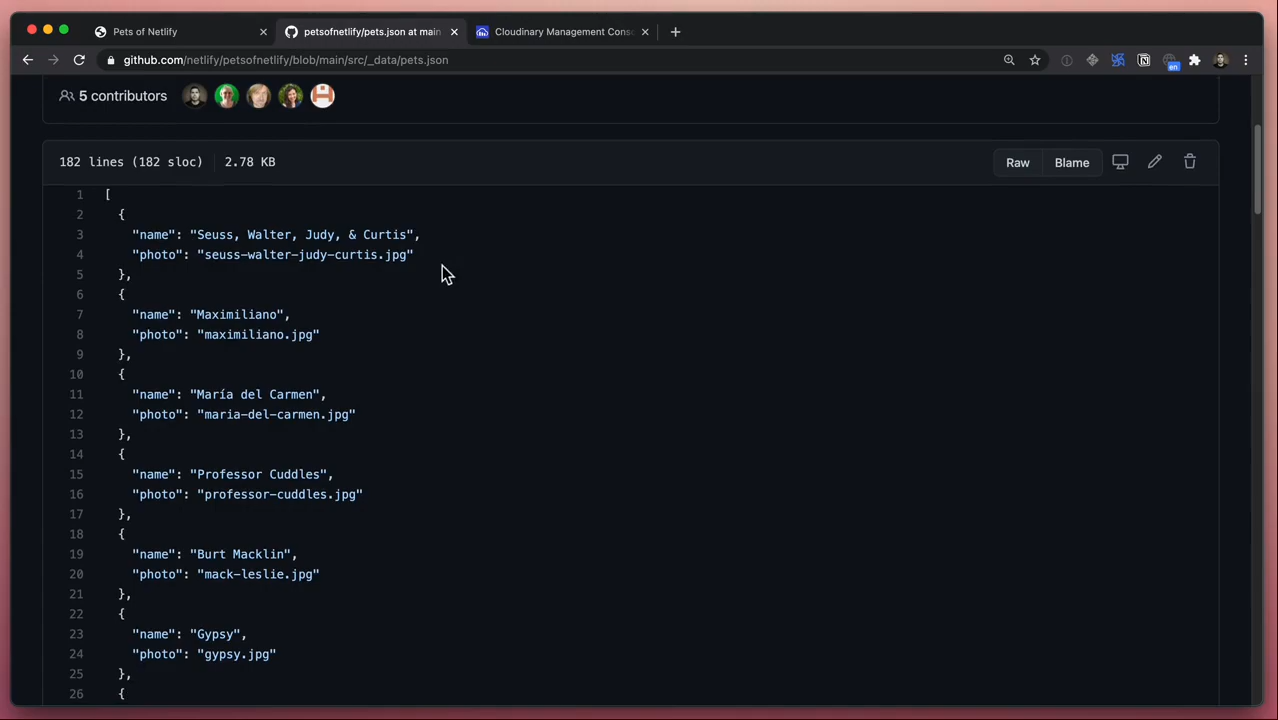 Pets of Netlify
petsofnetlify/pets.json at main
Cloudinary Management Cons
github.com/netlify/petsofnetlify/blob/main/src/_data/pets.json
en
5 contributors
182 lines (182 sloc)
2.78 KB
Raw
Blame
1 [
2 {
3 "name": "Seuss, Walter, Judy, & Curtis",
4 "photo": "seuss-walter-judy-curtis.jpg"
5 },
6 {
7 "name": "Maximiliano",
8 "photo": "maximiliano.jpg"
9 },
10 {
11 "name": "María del Carmen",
12 "photo": "maria-del-carmen.jpg"
13 },
14 {
15 "name": "Professor Cuddles",
16 "photo": "professor-cuddles.jpg"
17 },
18 {
19 "name": "Burt Macklin",
20 "photo": "mack-leslie.jpg"
21 },
22 {
23 "name": "Gypsy",
24 "photo": "gypsy.jpg"
25 },
26 {